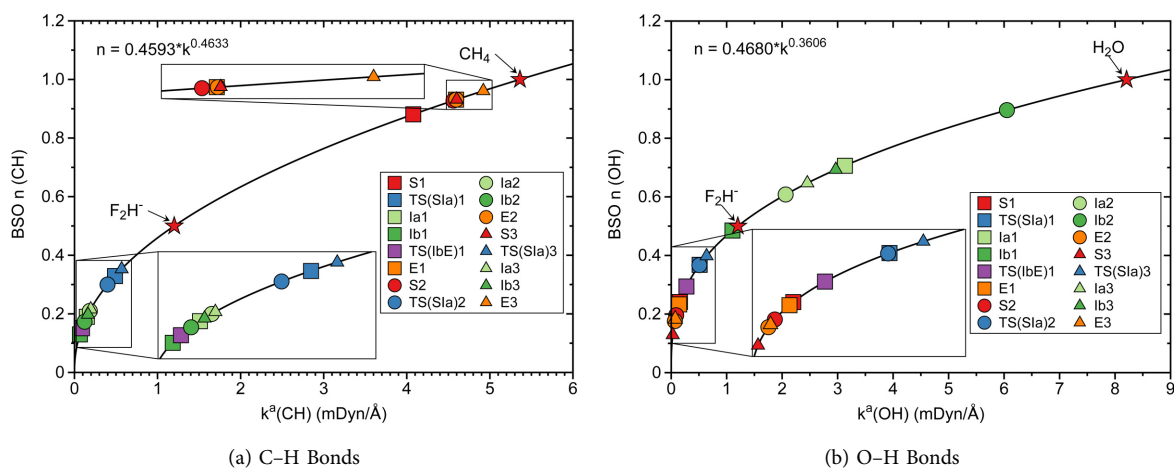 n = 0.4593*k^0.4633
CH₄
F₂H⁻
S1
TS(SIa)1
Ia1
Ib1
TS(IbE)1
E1
S2
TS(SIa)2
Ia2
Ib2
E2
S3
TS(SIa)3
Ia3
Ib3
E3
BSO n (CH)
0
0.2
0.4
0.6
0.8
1.0
1.2
0 1 2 3 4 5 6
kᵃ(CH) (mDyn/Å)
(a) C–H Bonds
n = 0.4680*k^0.3606
H₂O
F₂H⁻
S1
TS(SIa)1
Ia1
Ib1
TS(IbE)1
E1
S2
TS(SIa)2
Ia2
Ib2
E2
S3
TS(SIa)3
Ia3
Ib3
E3
BSO n (OH)
0
0.2
0.4
0.6
0.8
1.0
1.2
0 1 2 3 4 5 6 7 8 9
kᵃ(OH) (mDyn/Å)
(b) O–H Bonds